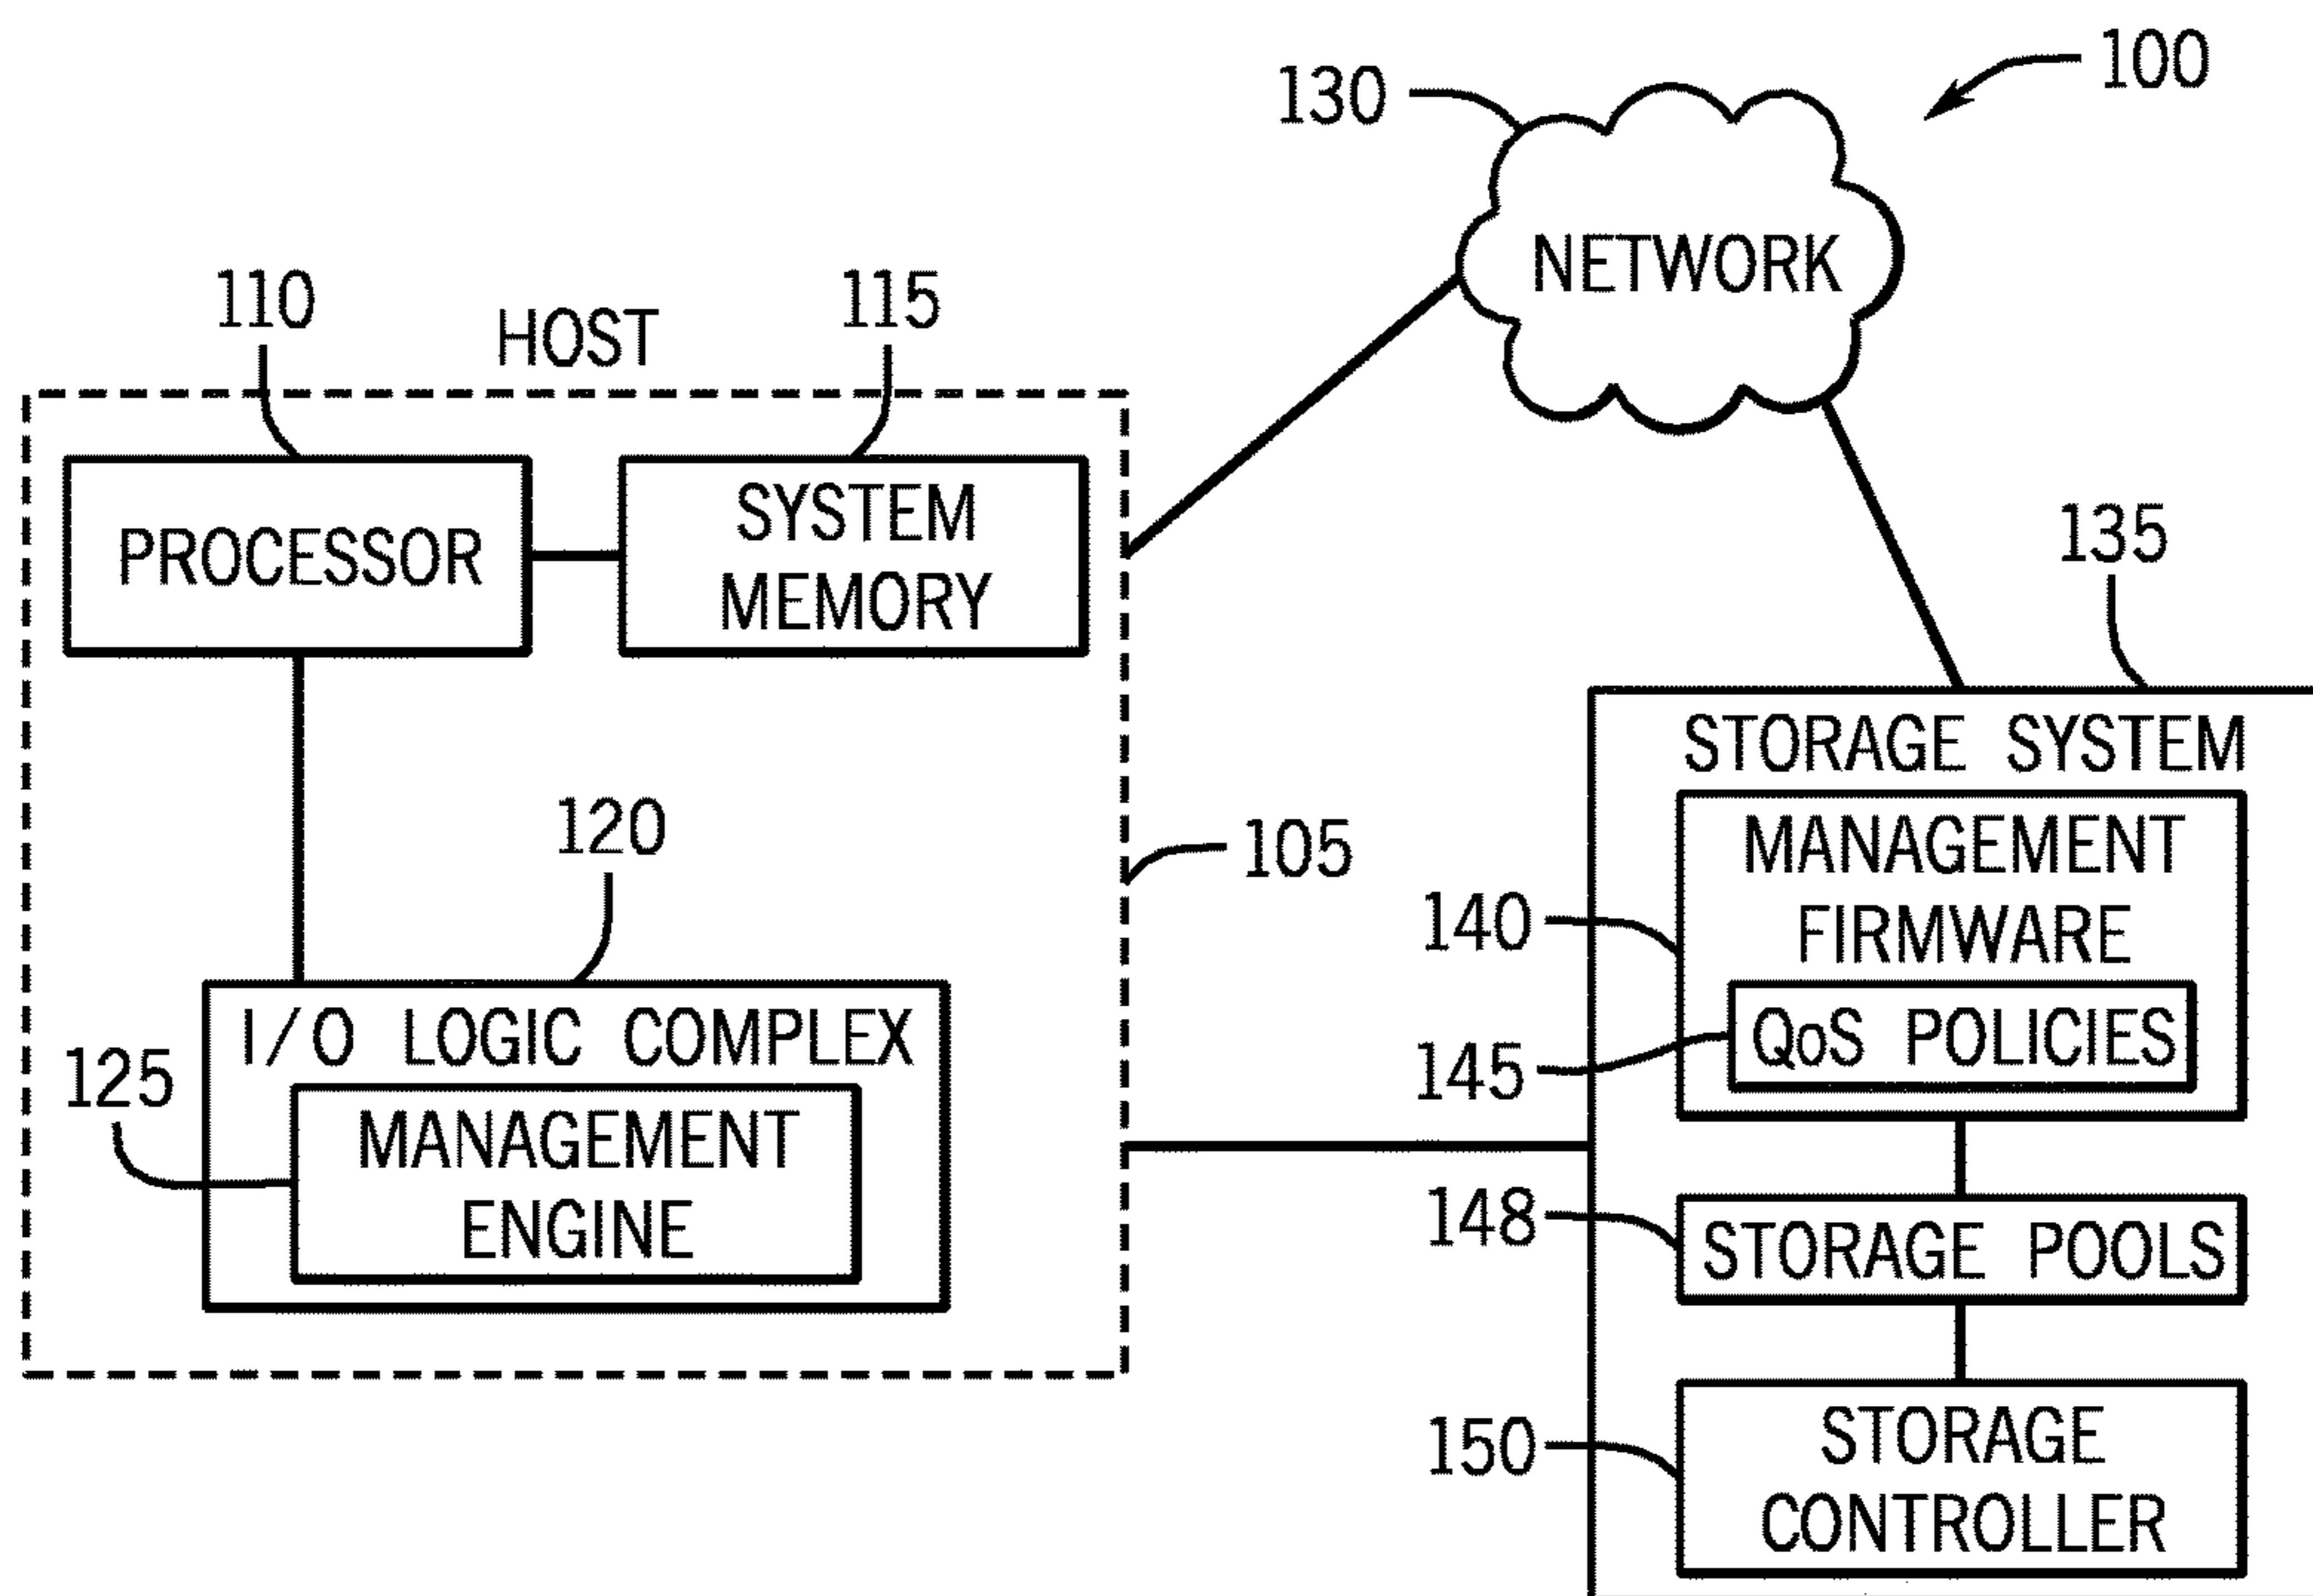 100
130
NETWORK
110
HOST
115
PROCESSOR
SYSTEM
MEMORY
135
STORAGE SYSTEM
120
105
MANAGEMENT
FIRMWARE
140
I/O LOGIC COMPLEX
QoS POLICIES
145
125
MANAGEMENT
ENGINE
148
STORAGE POOLS
150
STORAGE
CONTROLLER